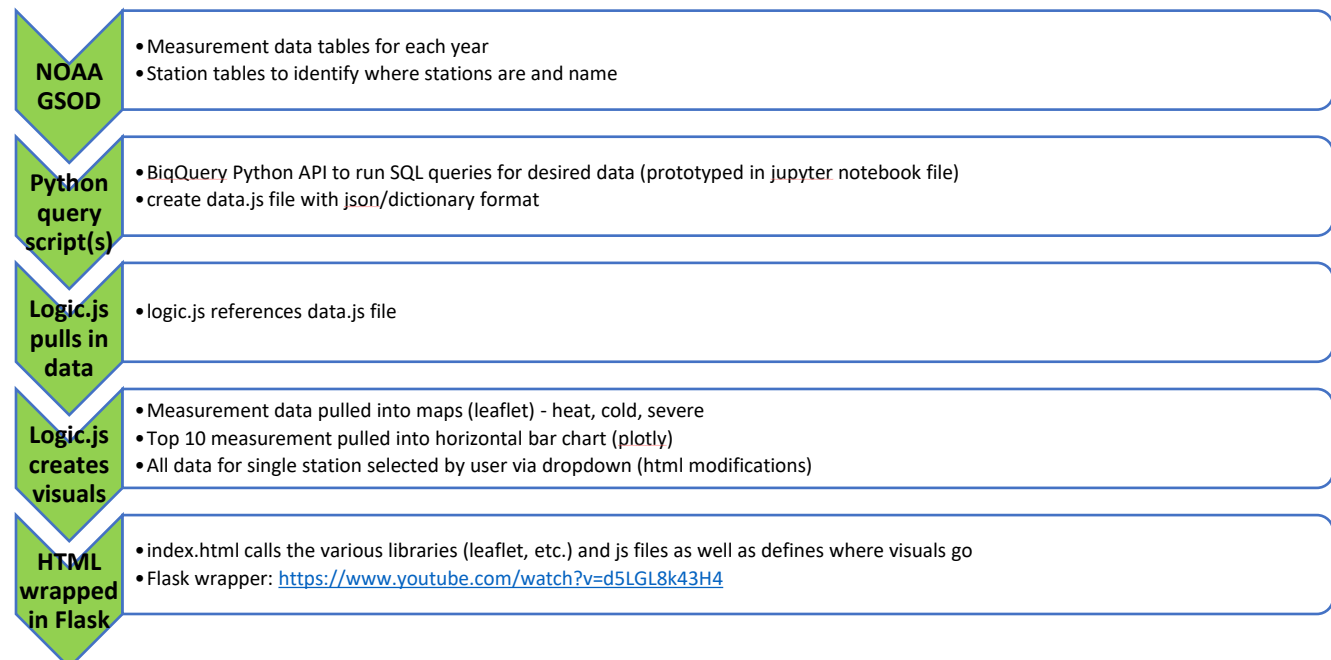 NOAA
GSOD
•Measurement data tables for each year
•Station tables to identify where stations are and name
Python
query
script(s)
•BiqQuery Python API to run SQL queries for desired data (prototyped in jupyter notebook file)
•create data.js file with json/dictionary format
Logic.js
pulls in
data
•logic.js references data.js file
Logic.js
creates
visuals
•Measurement data pulled into maps (leaflet) - heat, cold, severe
•Top 10 measurement pulled into horizontal bar chart (plotly)
•All data for single station selected by user via dropdown (html modifications)
HTML
wrapped
in Flask
•index.html calls the various libraries (leaflet, etc.) and js files as well as defines where visuals go
•Flask wrapper: https://www.youtube.com/watch?v=d5LGL8k43H4